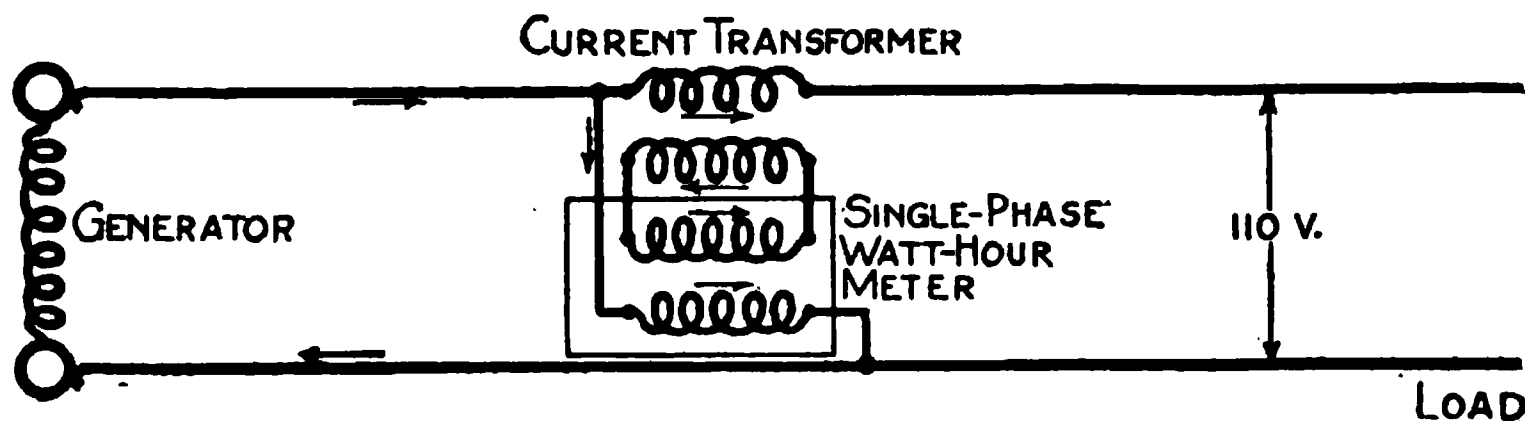 CURRENT TRANSFORMER
GENERATOR
SINGLE-PHASE
WATT-HOUR
METER
110 V.
LOAD